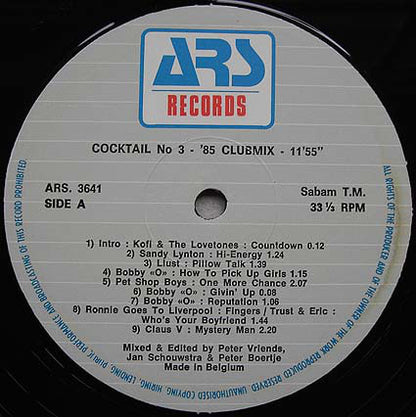 ARS
RECORDS
COCKTAIL No 3 - '85 CLUBMIX - 11'55"
ARS. 3641
SIDE A
Sabam T.M.
33 ⅓ RPM
1) Intro : Kofi & The Lovetones : Countdown 0.12
2) Sandy Lynton : Hi-Energy 1.24
3) Llust : Pillow Talk 1.39
4) Bobby «O» : How To Pick Up Girls 1.15
5) Pet Shop Boys : One More Chance 2.07
6) Bobby «O» : Givin' Up 0.08
7) Bobby «O» : Reputation 1.06
8) Ronnie Goes To Liverpool : Fingers / Trust & Eric :
Who's Your Boyfriend 1.44
9) Claus V : Mystery Man 2.20
Mixed & Edited by Peter Vriends,
Jan Schouwstra & Peter Boertje
Made in Belgium
ALL RIGHTS OF THE PRODUCER AND OF THE OWNER OF THE WORK REPRODUCED RESERVED UNAUTHORISED COPYING, HIRING, LENDING, PUBLIC PERFORMANCE AND BROADCASTING OF THIS RECORD PROHIBITED